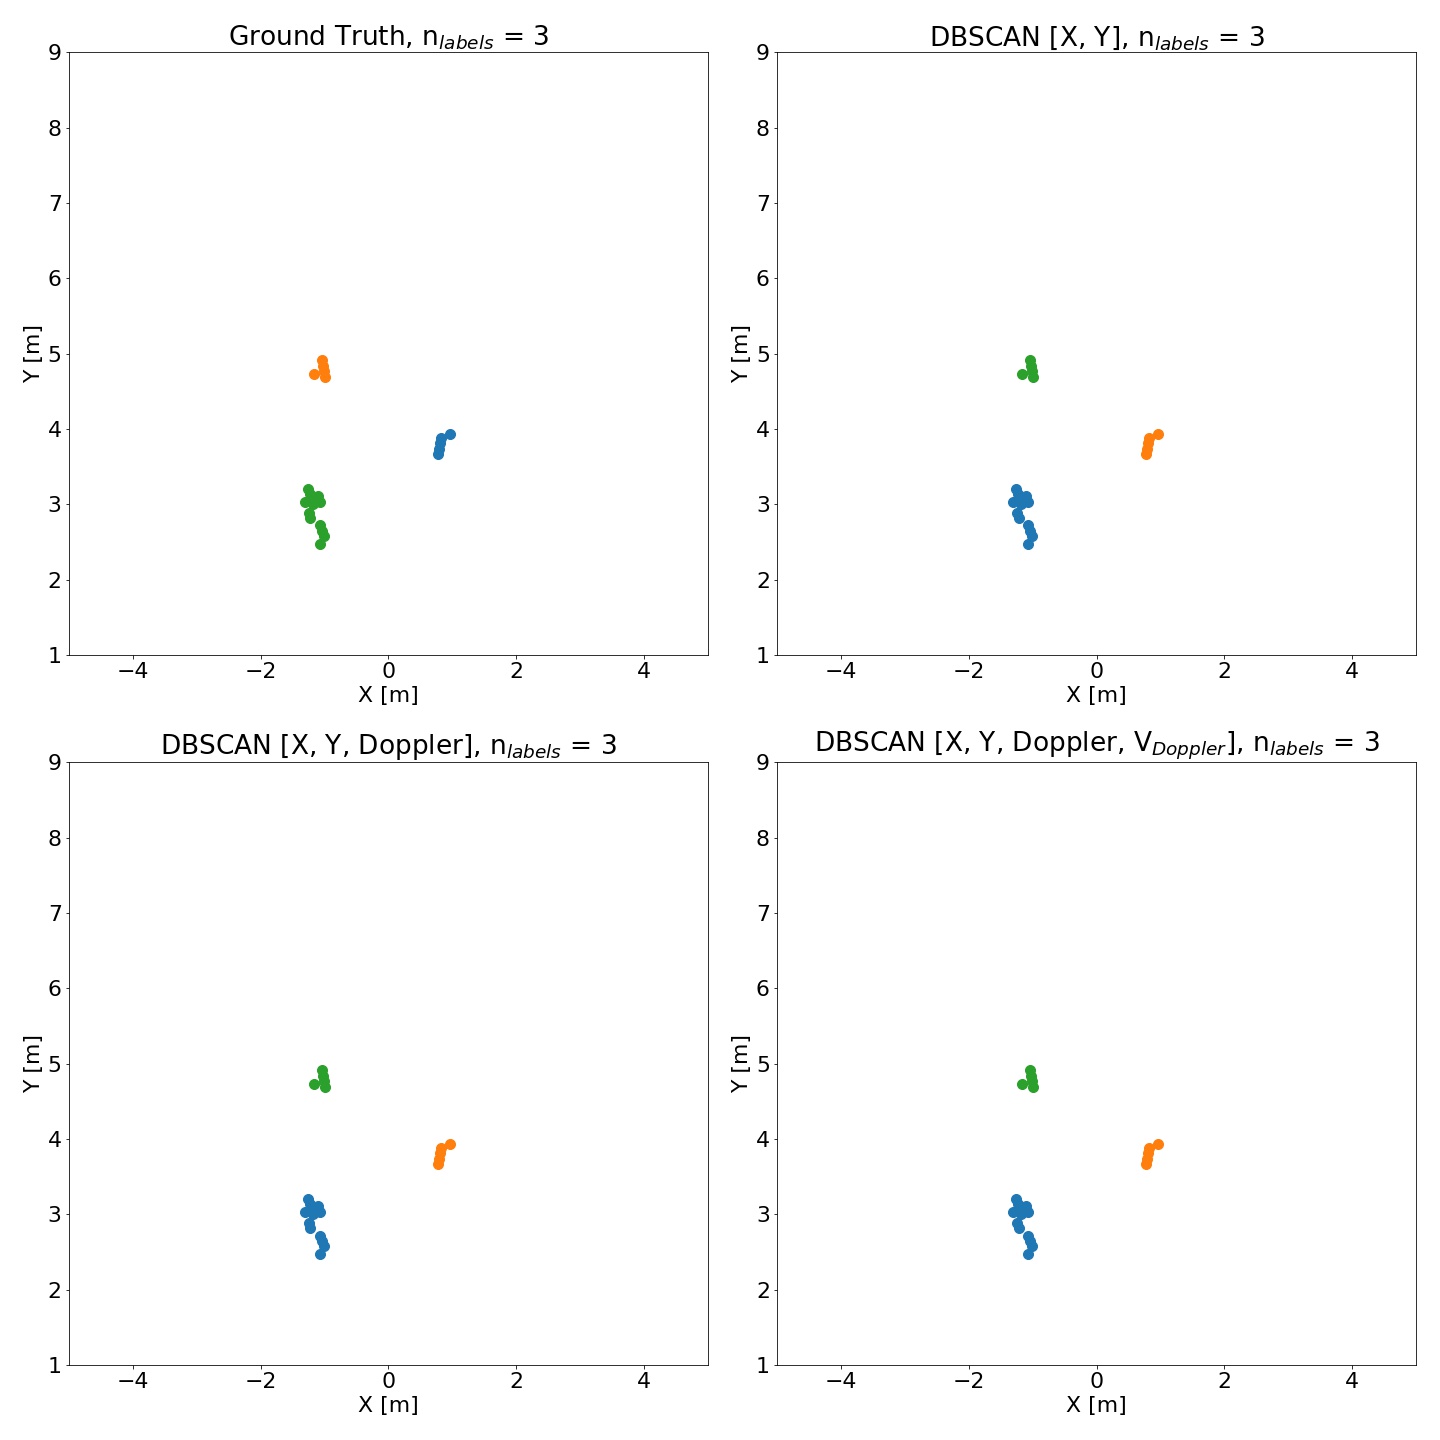 Ground Truth, n_labels = 3
9
8
7
6
5
4
3
2
1
Y [m]
−4 −2 0 2 4
X [m]
DBSCAN [X, Y], n_labels = 3
9
8
7
6
5
4
3
2
1
Y [m]
−4 −2 0 2 4
X [m]
DBSCAN [X, Y, Doppler], n_labels = 3
9
8
7
6
5
4
3
2
1
Y [m]
−4 −2 0 2 4
X [m]
DBSCAN [X, Y, Doppler, V_Doppler], n_labels = 3
9
8
7
6
5
4
3
2
1
Y [m]
−4 −2 0 2 4
X [m]